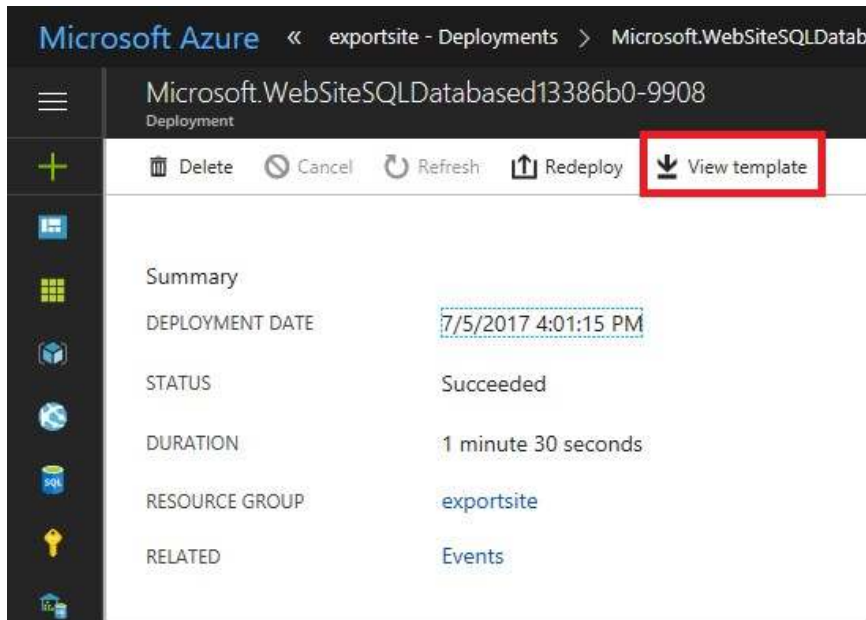 Microsoft Azure « exportsite - Deployments > Microsoft.WebSiteSQLDatab
Microsoft.WebSiteSQLDatabased13386b0-9908
Deployment
Delete Cancel Refresh Redeploy View template
Summary
DEPLOYMENT DATE 7/5/2017 4:01:15 PM
STATUS Succeeded
DURATION 1 minute 30 seconds
SQL
RESOURCE GROUP exportsite
RELATED Events